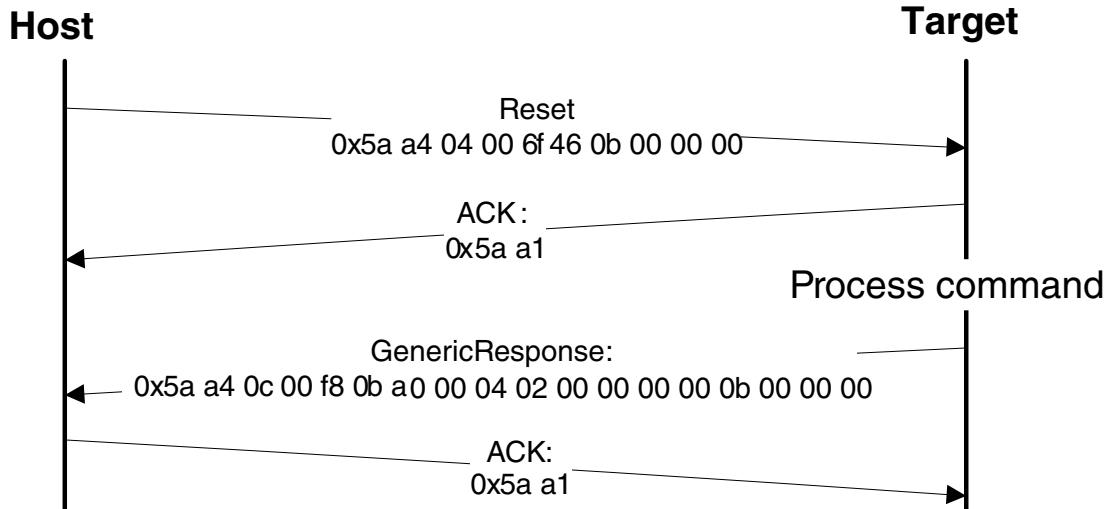 Host
Target
Reset
0x5a a4 04 00 6f 46 0b 00 00 00
ACK:
0x5a a1
Process command
GenericResponse:
0x5a a4 0c 00 f8 0b a0 00 04 02 00 00 00 00 0b 00 00 00
ACK:
0x5a a1